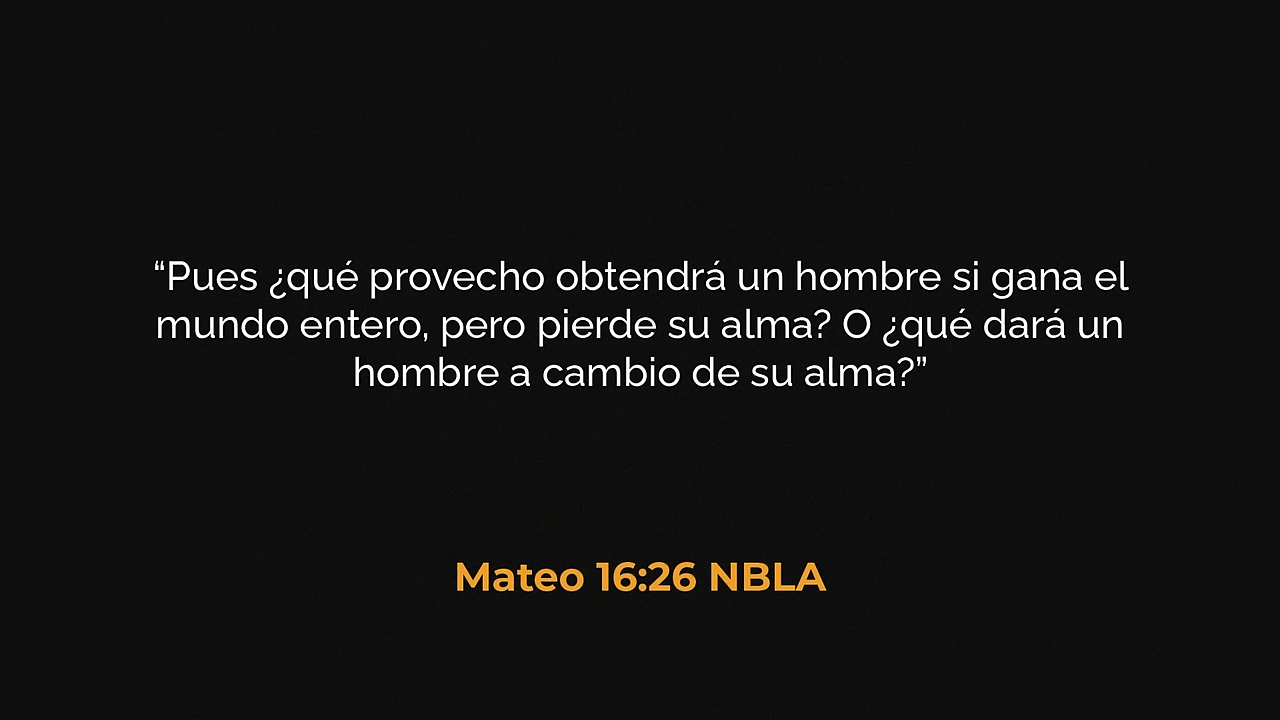 “Pues ¿qué provecho obtendrá un hombre si gana el
mundo entero, pero pierde su alma? O ¿qué dará un
hombre a cambio de su alma?”
Mateo 16:26 NBLA